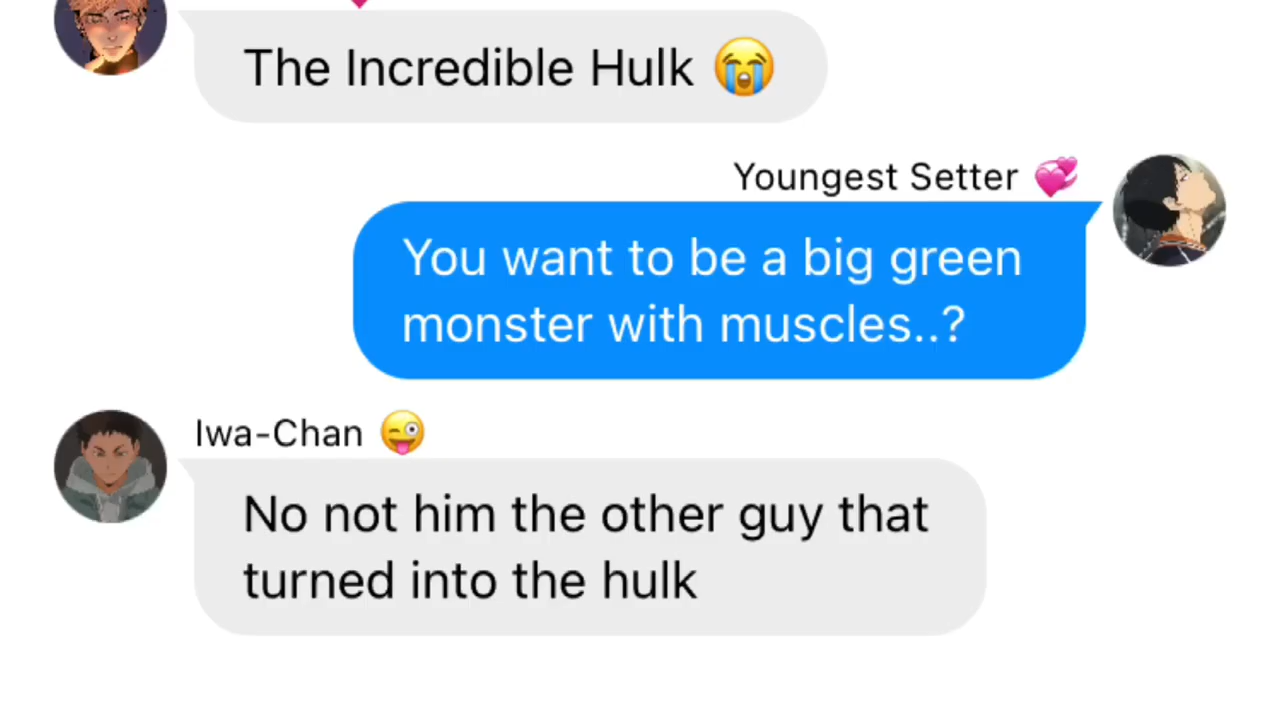 The Incredible Hulk 😭
Youngest Setter 💞
You want to be a big green
monster with muscles..?
Iwa-Chan 😜
No not him the other guy that
turned into the hulk